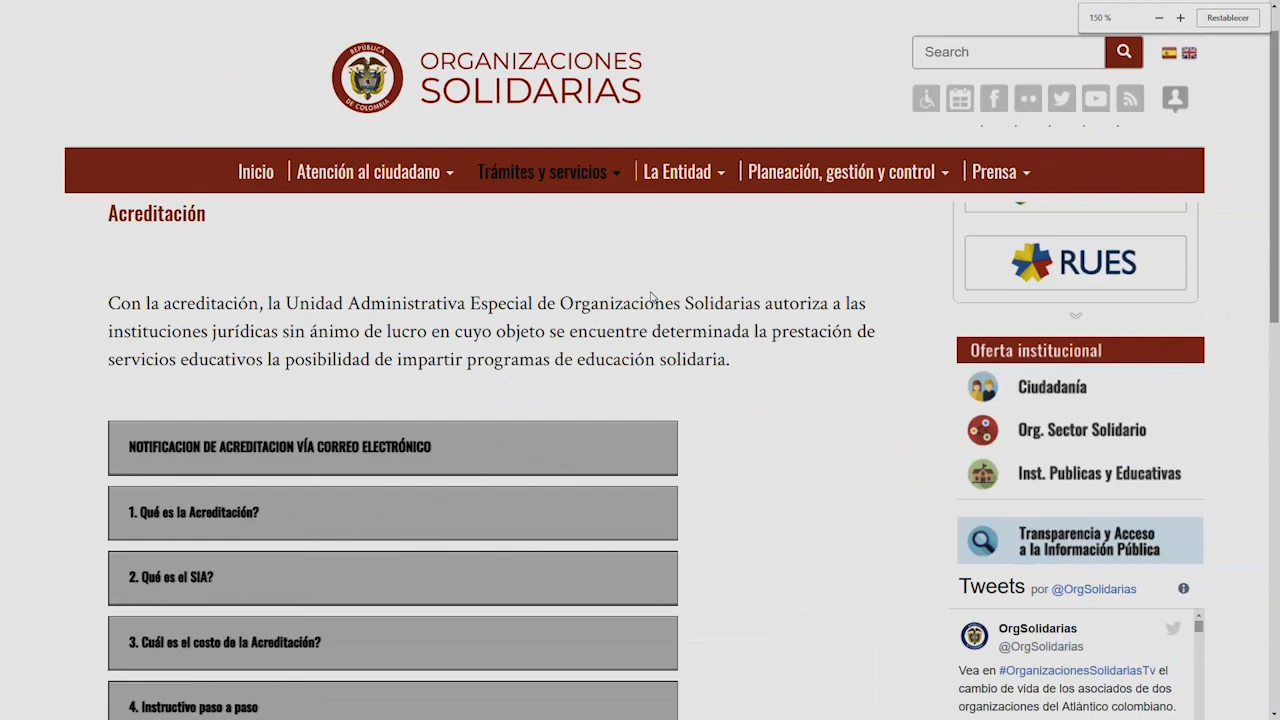 150 %
Restablecer
REPÚBLICA
DE COLOMBIA
ORGANIZACIONES
SOLIDARIAS
Search
Inicio
Atención al ciudadano
Trámites y servicios
La Entidad
Planeación, gestión y control
Prensa
Acreditación
Con la acreditación, la Unidad Administrativa Especial de Organizaciones Solidarias autoriza a las
instituciones jurídicas sin ánimo de lucro en cuyo objeto se encuentre determinada la prestación de
servicios educativos la posibilidad de impartir programas de educación solidaria.
NOTIFICACION DE ACREDITACION VÍA CORREO ELECTRÓNICO
1. Qué es la Acreditación?
2. Qué es el SIA?
3. Cuál es el costo de la Acreditación?
4. Instructivo paso a paso
RUES
Oferta institucional
Ciudadanía
Org. Sector Solidario
Inst. Publicas y Educativas
Transparencia y Acceso
a la Información Pública
Tweets por @OrgSolidarias
OrgSolidarias
@OrgSolidarias
Vea en #OrganizacionesSolidariasTv el
cambio de vida de los asociados de dos
organizaciones del Atlántico colombiano.